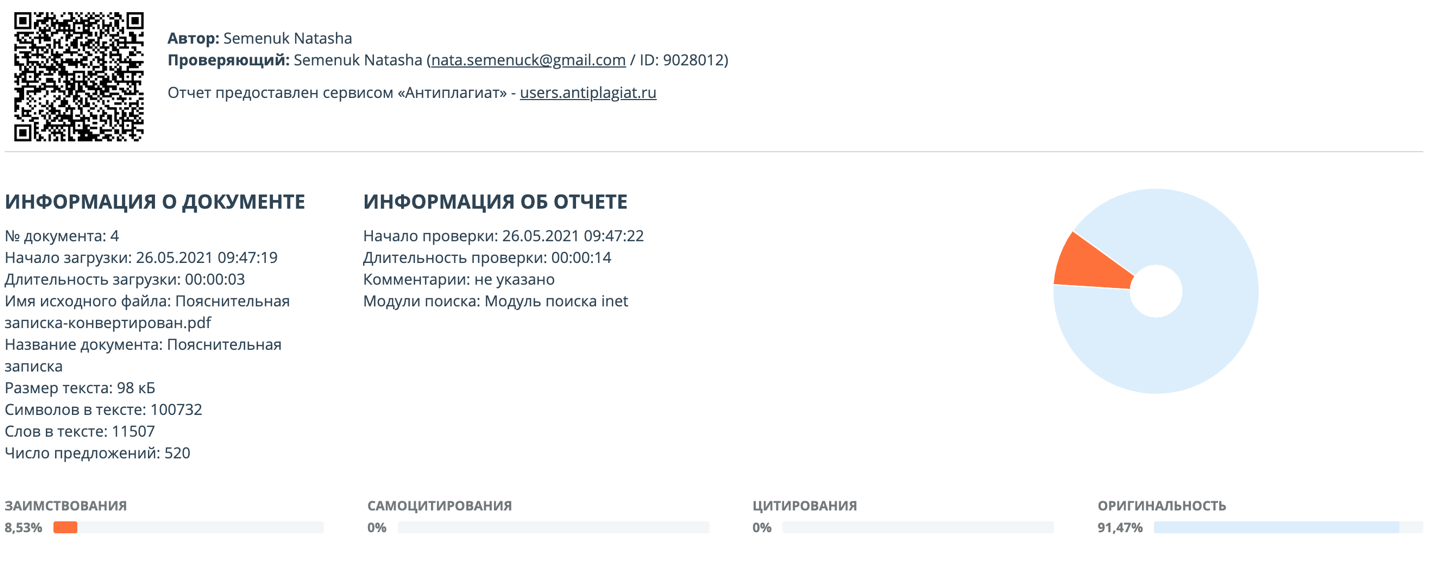 Автор: Semenuk Natasha
Проверяющий: Semenuk Natasha (nata.semenuck@gmail.com / ID: 9028012)
Отчет предоставлен сервисом «Антиплагиат» - users.antiplagiat.ru
ИНФОРМАЦИЯ О ДОКУМЕНТЕ
№ документа: 4
Начало загрузки: 26.05.2021 09:47:19
Длительность загрузки: 00:00:03
Имя исходного файла: Пояснительная
записка-конвертирован.pdf
Название документа: Пояснительная
записка
Размер текста: 98 кБ
Символов в тексте: 100732
Слов в тексте: 11507
Число предложений: 520
ИНФОРМАЦИЯ ОБ ОТЧЕТЕ
Начало проверки: 26.05.2021 09:47:22
Длительность проверки: 00:00:14
Комментарии: не указано
Модули поиска: Модуль поиска inet
ЗАИМСТВОВАНИЯ
8,53%
САМОЦИТИРОВАНИЯ
0%
ЦИТИРОВАНИЯ
0%
ОРИГИНАЛЬНОСТЬ
91,47%